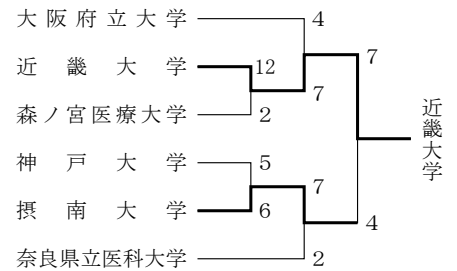 大阪府立大学 4
近畿大学 12 7 7
森ノ宮医療大学 2
神戸大学 5
摂南大学 6 7 4
奈良県立医科大学 2
近畿大学